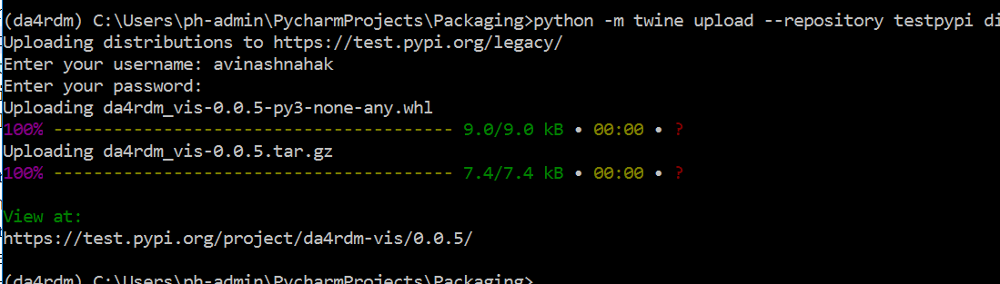 (da4rdm) C:\Users\ph-admin\PycharmProjects\Packaging>python -m twine upload --repository testpypi di
Uploading distributions to https://test.pypi.org/legacy/
Enter your username: avinashnahak
Enter your password:
Uploading da4rdm_vis-0.0.5-py3-none-any.whl
100% ---------------------------------------- 9.0/9.0 kB • 00:00 • ?
Uploading da4rdm_vis-0.0.5.tar.gz
100% ---------------------------------------- 7.4/7.4 kB • 00:00 • ?
View at:
https://test.pypi.org/project/da4rdm-vis/0.0.5/
(da4rdm) C:\Users\ph-admin\PycharmProjects\Packaging>